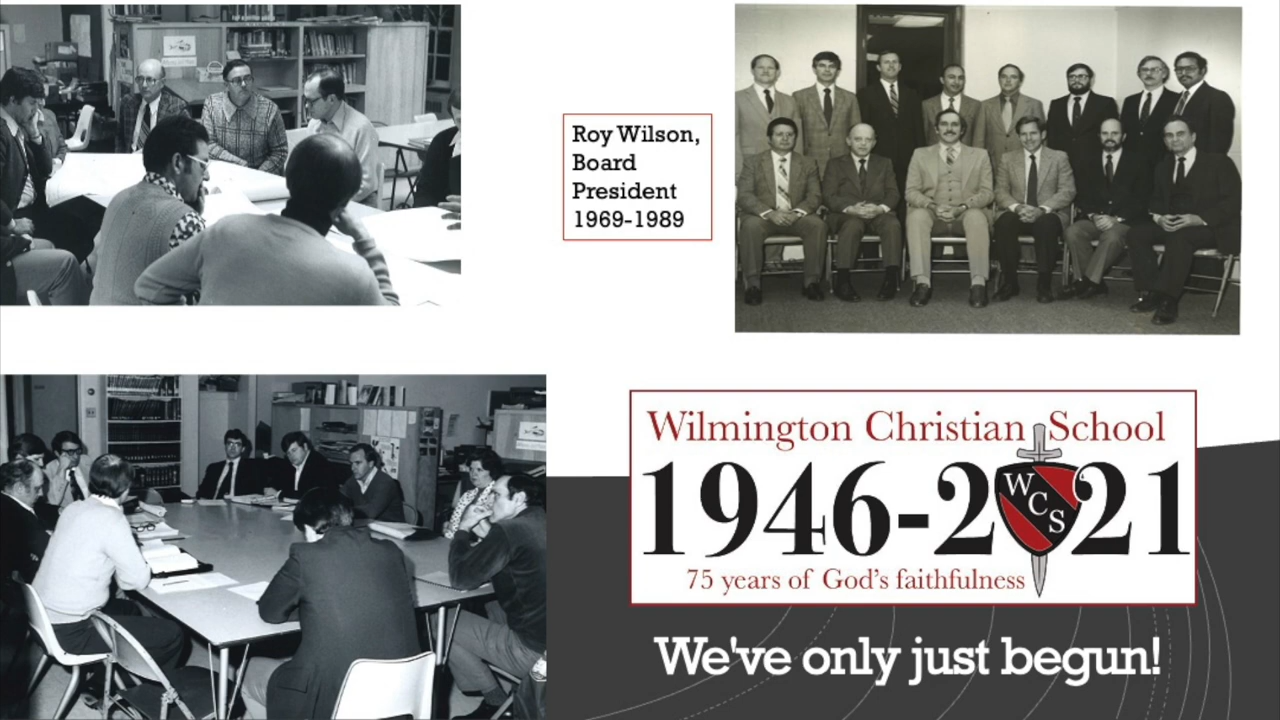 Roy Wilson,
Board
President
1969-1989
Wilmington Christian School
1946-2021
WCS
75 years of God's faithfulness
We've only just begun!